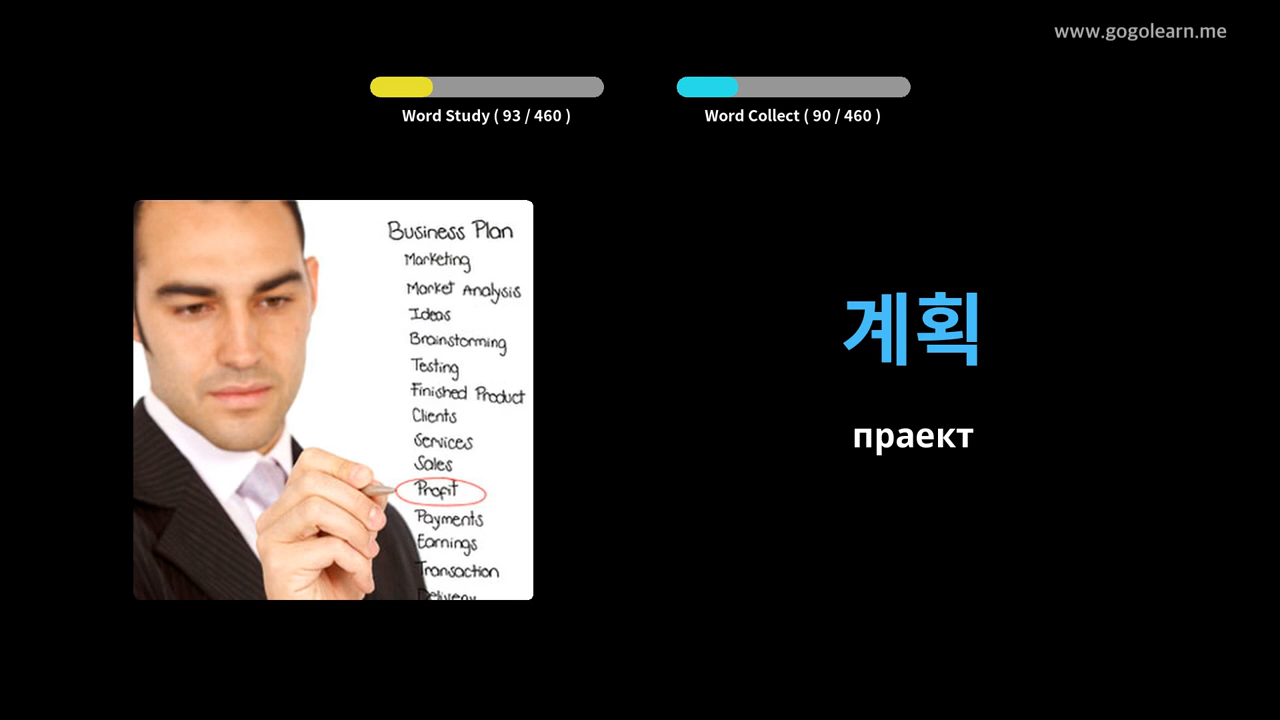 www.gogolearn.me
Word Study ( 93 / 460 )
Word Collect ( 90 / 460 )
Business Plan
Marketing
Market Analysis
Ideas
Brainstorming
Testing
Finished Product
Clients
Services
Sales
Profit
Payments
Earnings
Transaction
Delivery
계획
праект